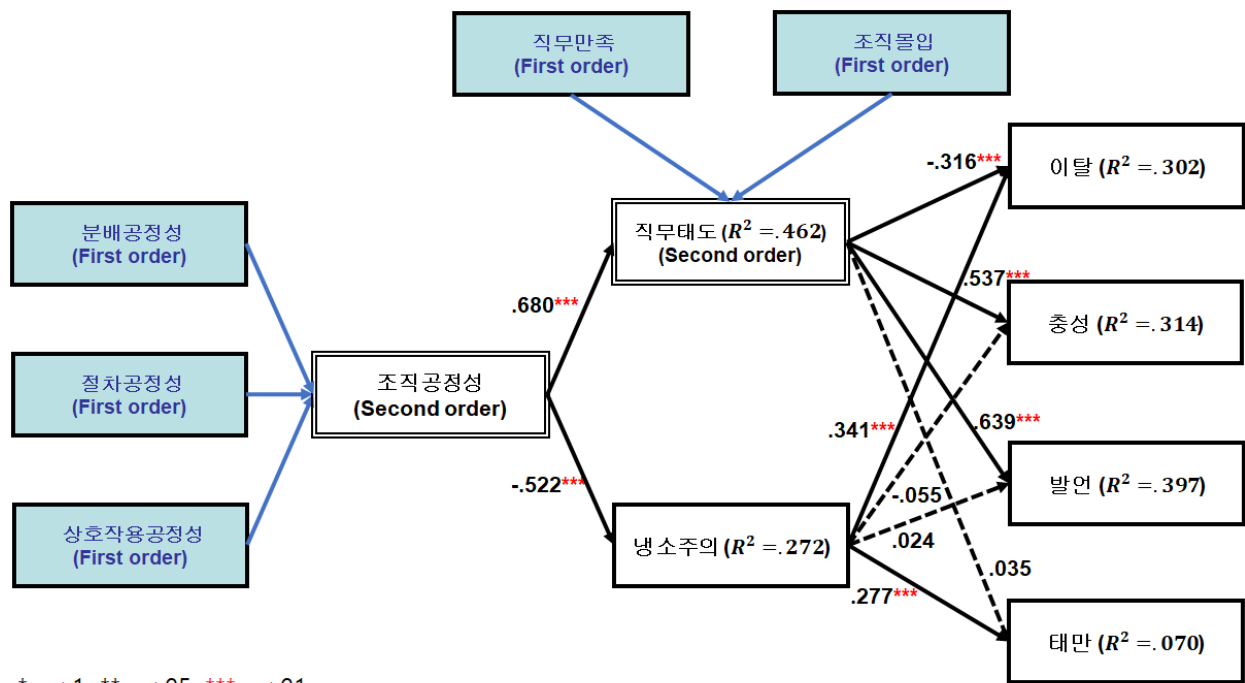 직무만족
(First order)
조직몰입
(First order)
-.316***
이탈 (R² =.302)
분배공정성
(First order)
직무태도 (R² =.462)
(Second order)
.680***
.537***
충성 (R² =.314)
절차공정성
(First order)
조직공정성
(Second order)
.341***
.639***
-.522***
-.055
발언 (R² =.397)
상호작용공정성
(First order)
냉소주의 (R² =.272)
.024
.035
.277***
태만 (R² =.070)